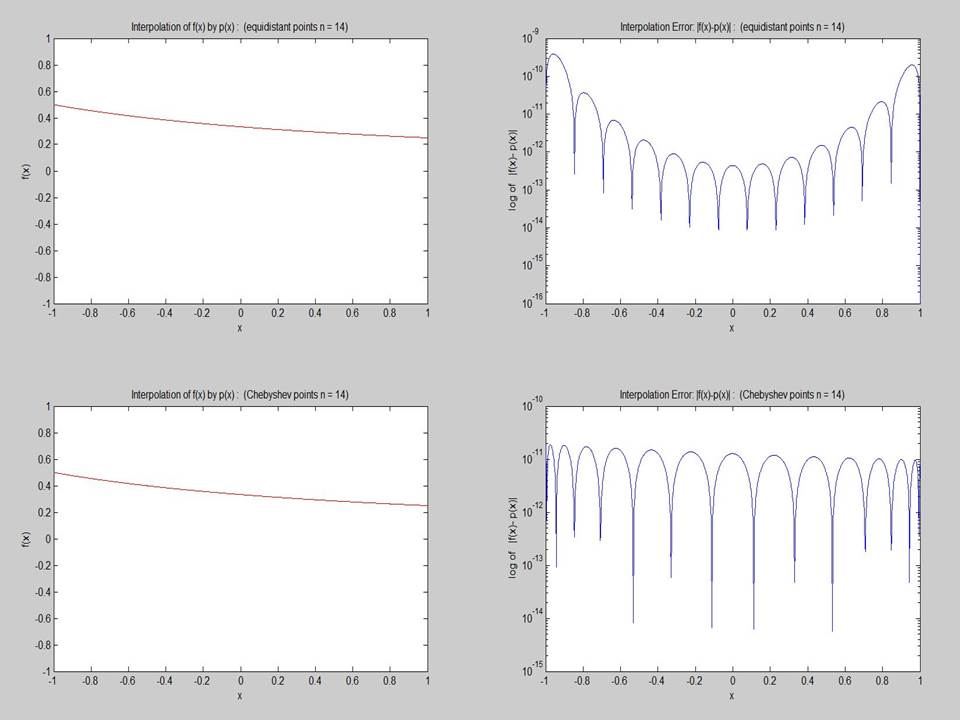 Interpolation of f(x) by p(x) : (equidistant points n = 14)
1
0.8
0.6
0.4
0.2
0
-0.2
-0.4
-0.6
-0.8
-1
f(x)
-1 -0.8 -0.6 -0.4 -0.2 0 0.2 0.4 0.6 0.8 1
x
Interpolation Error: |f(x)-p(x)| : (equidistant points n = 14)
10^-9
10^-10
10^-11
10^-12
10^-13
10^-14
10^-15
10^-16
log of |f(x)- p(x)|
-1 -0.8 -0.6 -0.4 -0.2 0 0.2 0.4 0.6 0.8 1
x
Interpolation of f(x) by p(x) : (Chebyshev points n = 14)
1
0.8
0.6
0.4
0.2
0
-0.2
-0.4
-0.6
-0.8
-1
f(x)
-1 -0.8 -0.6 -0.4 -0.2 0 0.2 0.4 0.6 0.8 1
x
Interpolation Error: |f(x)-p(x)| : (Chebyshev points n = 14)
10^-10
10^-11
10^-12
10^-13
10^-14
10^-15
log of |f(x)- p(x)|
-1 -0.8 -0.6 -0.4 -0.2 0 0.2 0.4 0.6 0.8 1
x